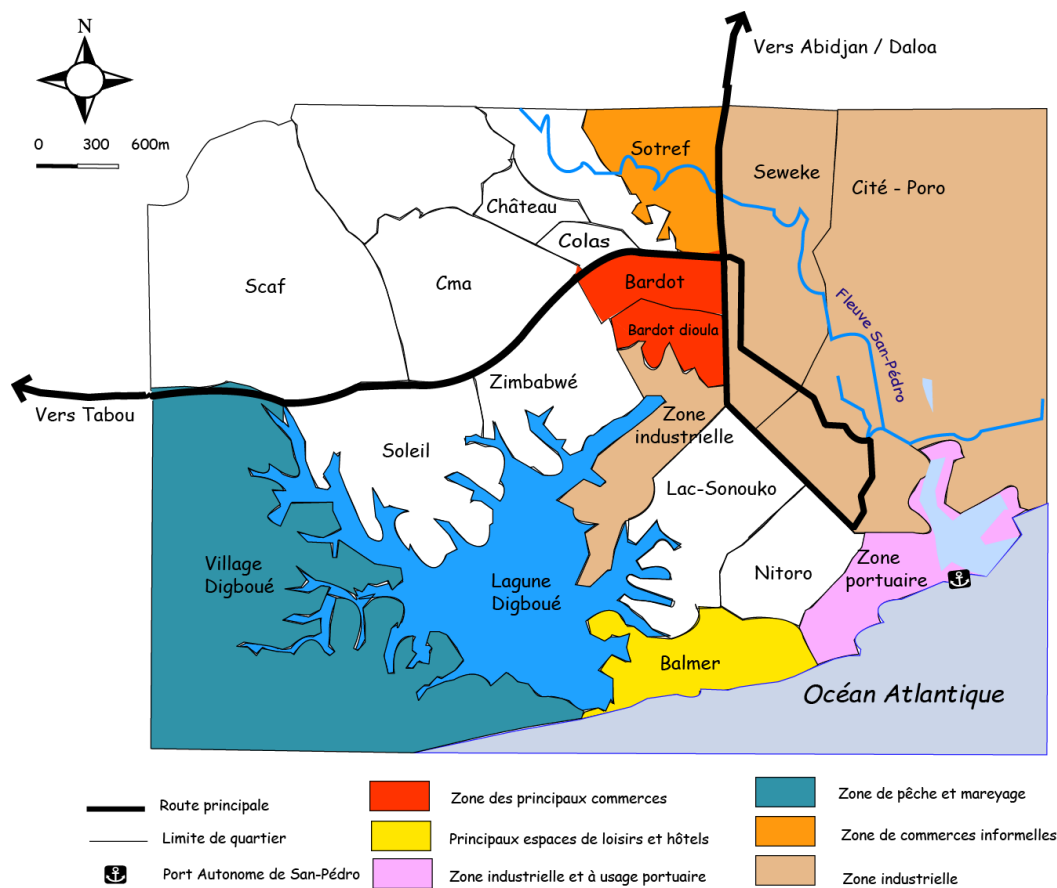 N
0 300 600m
Vers Abidjan / Daloa
Sotref
Seweke
Cité - Poro
Château
Colas
Scaf
Cma
Bardot
Bardot dioula
Fleuve San-Pédro
Vers Tabou
Zimbabwé
Zone
industrielle
Soleil
Lac-Sonouko
Village
Digboué
Lagune
Digboué
Nitoro
Zone
portuaire
Balmer
Océan Atlantique
Route principale
Limite de quartier
Port Autonome de San-Pédro
Zone des principaux commerces
Principaux espaces de loisirs et hôtels
Zone industrielle et à usage portuaire
Zone de pêche et mareyage
Zone de commerces informelles
Zone industrielle